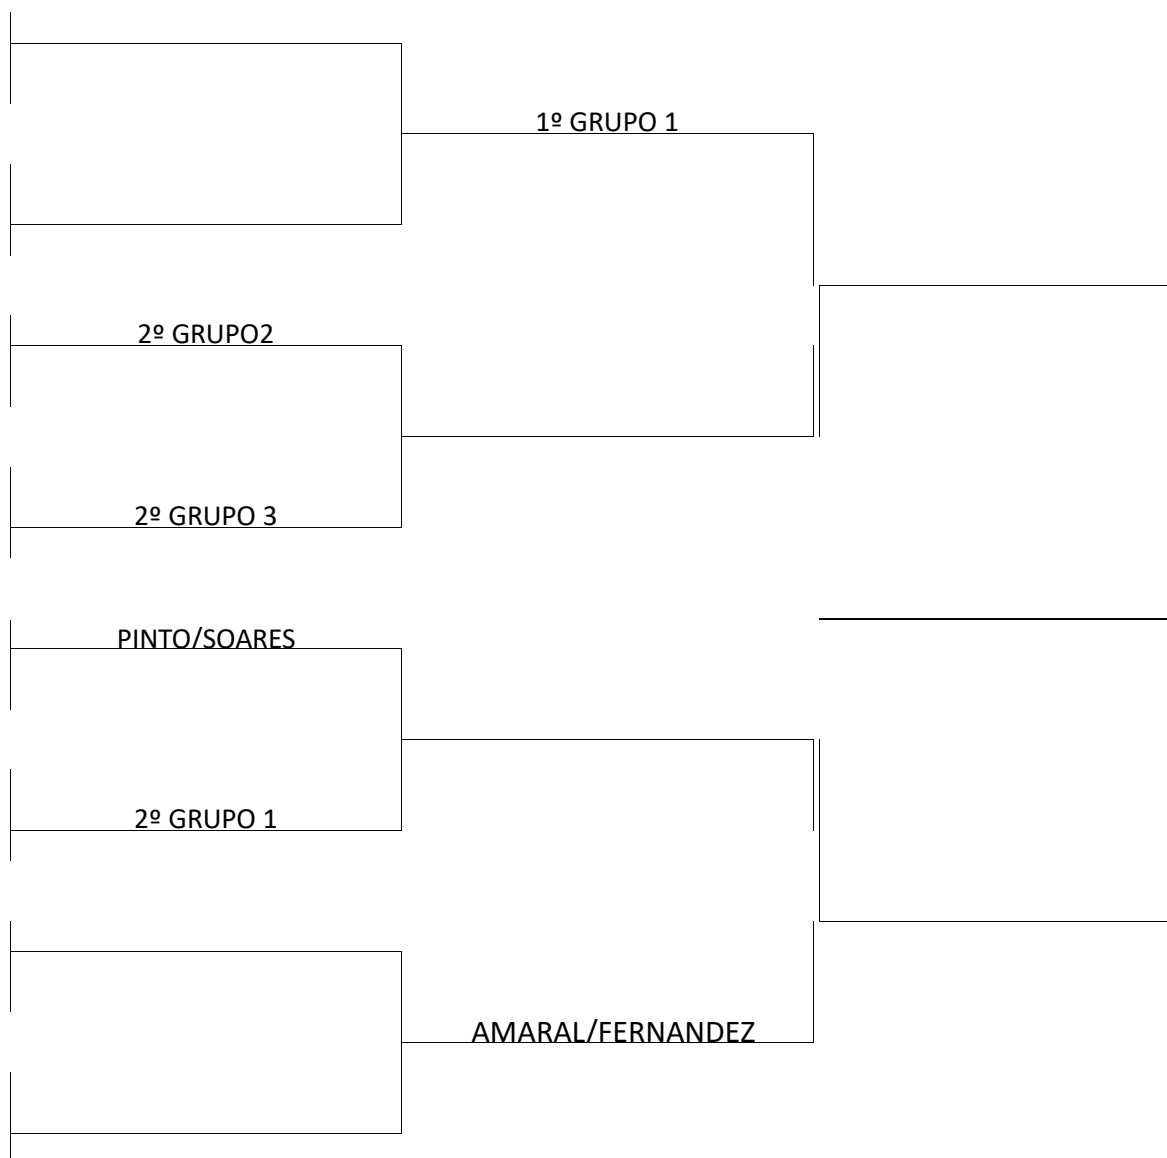 1º GRUPO 1
2º GRUPO2
2º GRUPO 3
PINTO/SOARES
2º GRUPO 1
AMARAL/FERNANDEZ